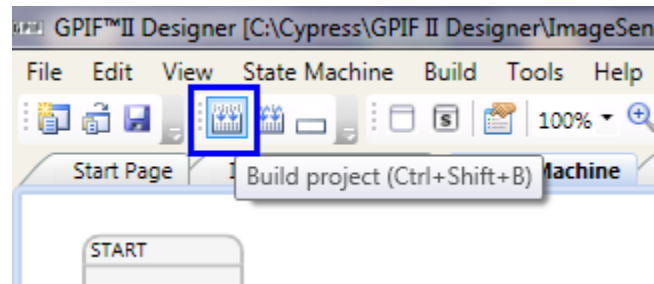 GPIF™II Designer [C:\Cypress\GPIF II Designer\ImageSen
File Edit View State Machine Build Tools Help
S 100%
Start Page I Machine
Build project (Ctrl+Shift+B)
START